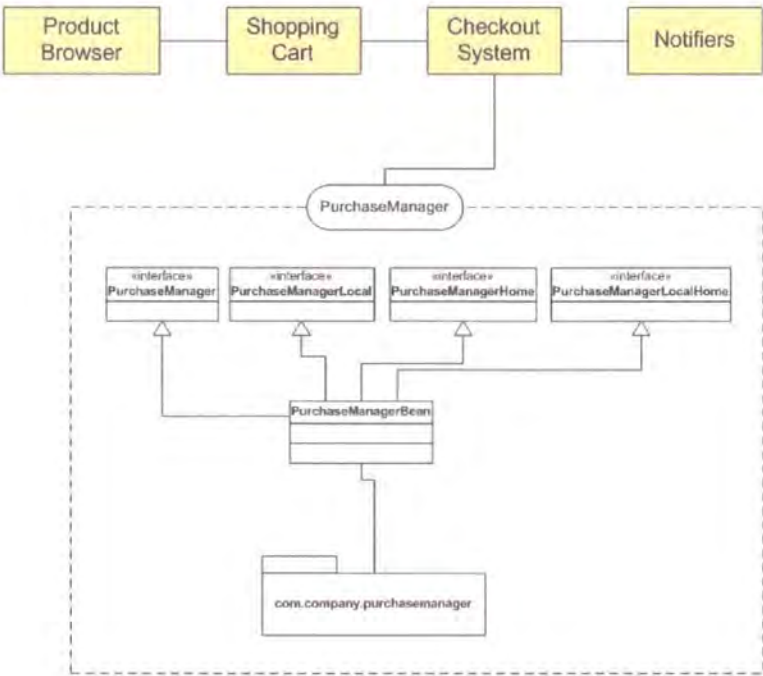 Product
Browser
Shopping
Cart
Checkout
System
Notifiers
PurchaseManager
«interface»
PurchaseManager
«interface»
PurchaseManagerLocal
«interface»
PurchaseManagerHome
«interface»
PurchaseManagerLocalHome
PurchaseManagerBean
com.company.purchasemanager